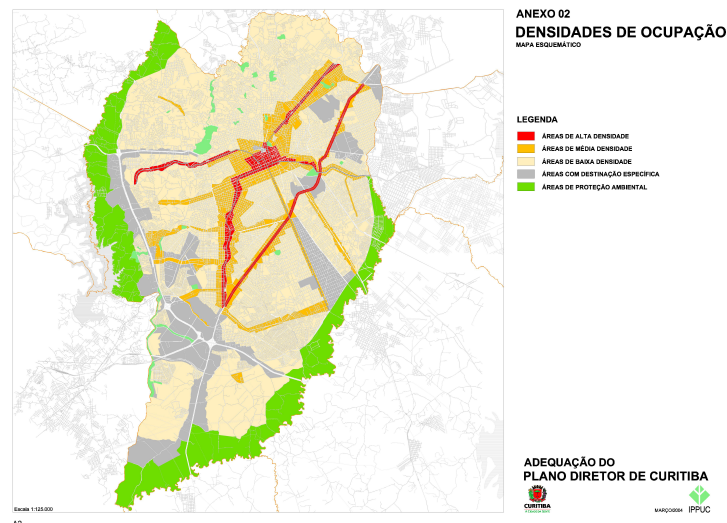 ANEXO 02
DENSIDADES DE OCUPAÇÃO
MAPA ESQUEMÁTICO
LEGENDA
ÁREAS DE ALTA DENSIDADE
ÁREAS DE MÉDIA DENSIDADE
ÁREAS DE BAIXA DENSIDADE
ÁREAS COM DESTINAÇÃO ESPECÍFICA
ÁREAS DE PROTEÇÃO AMBIENTAL
ADEQUAÇÃO DO
PLANO DIRETOR DE CURITIBA
CURITIBA
MARÇO/2004
IPPUC
Escala 1:125.000